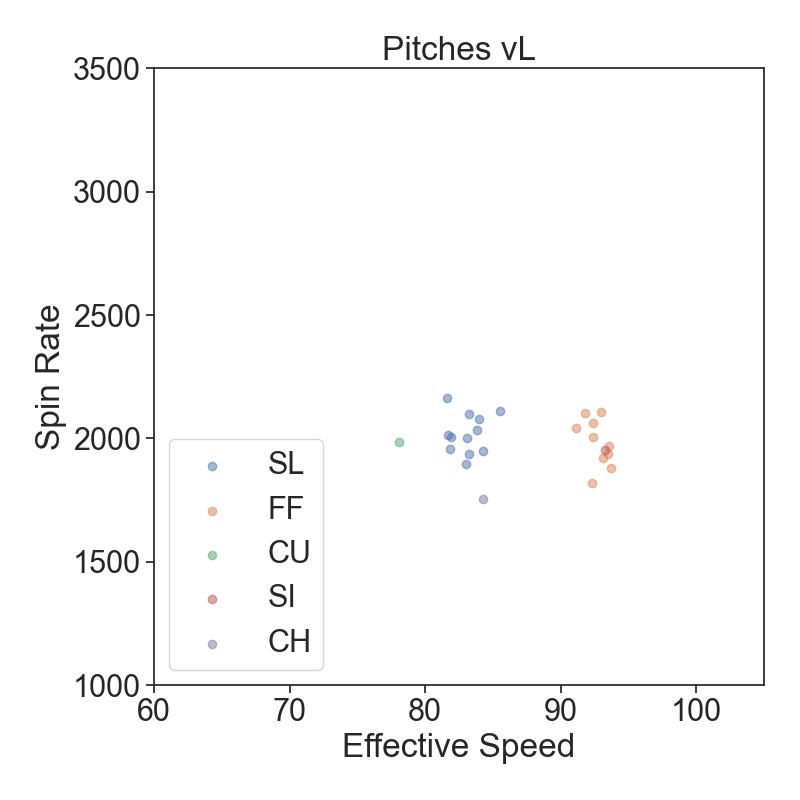 Pitches vL
3500
3000
2500
2000
1500
1000
Spin Rate
SL
FF
CU
SI
CH
60 70 80 90 100
Effective Speed